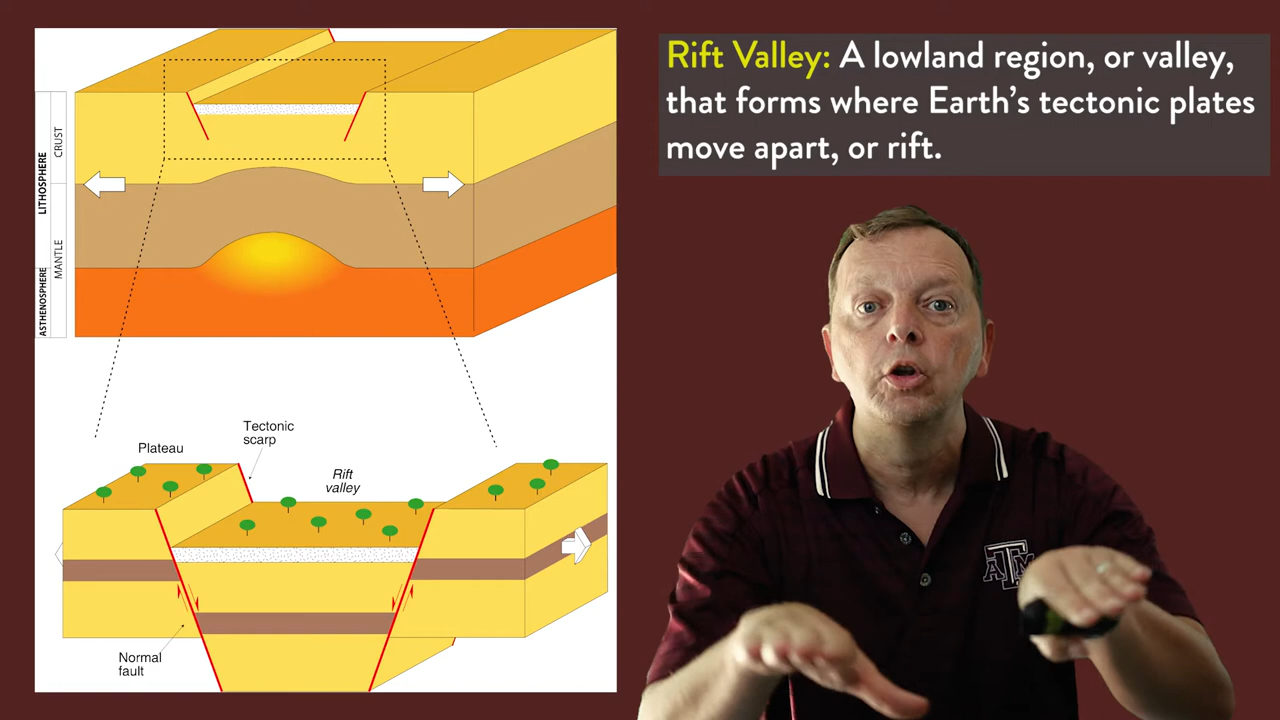 Rift Valley: A lowland region, or valley,
that forms where Earth's tectonic plates
move apart, or rift.
LITHOSPHERE
CRUST
MANTLE
ASTHENOSPHERE
Plateau
Tectonic
scarp
Rift
valley
Normal
fault
ATM